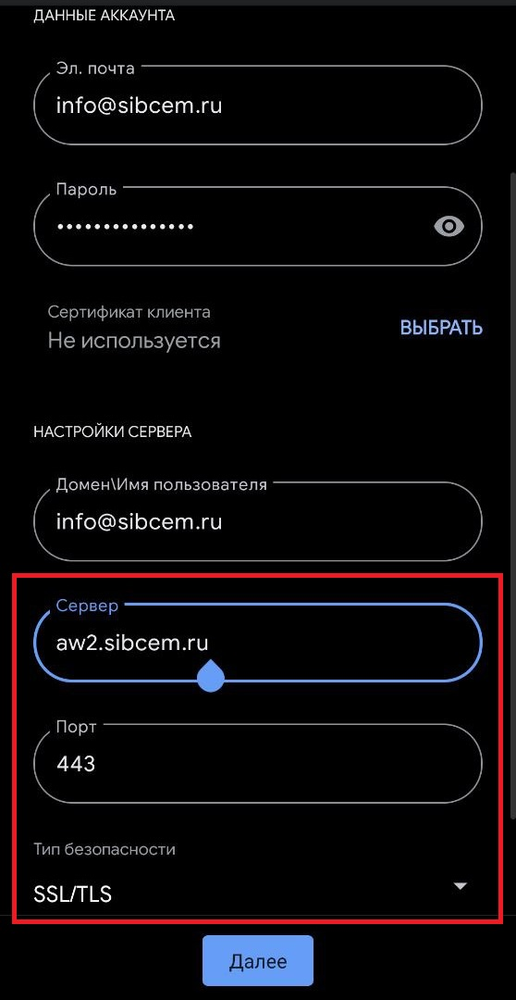 ДАННЫЕ АККАУНТА
Эл. почта
info@sibcem.ru
Пароль
•••••••••••••••
Сертификат клиента
Не используется
ВЫБРАТЬ
НАСТРОЙКИ СЕРВЕРА
Домен\Имя пользователя
info@sibcem.ru
Сервер
aw2.sibcem.ru
Порт
443
Тип безопасности
SSL/TLS
Далее